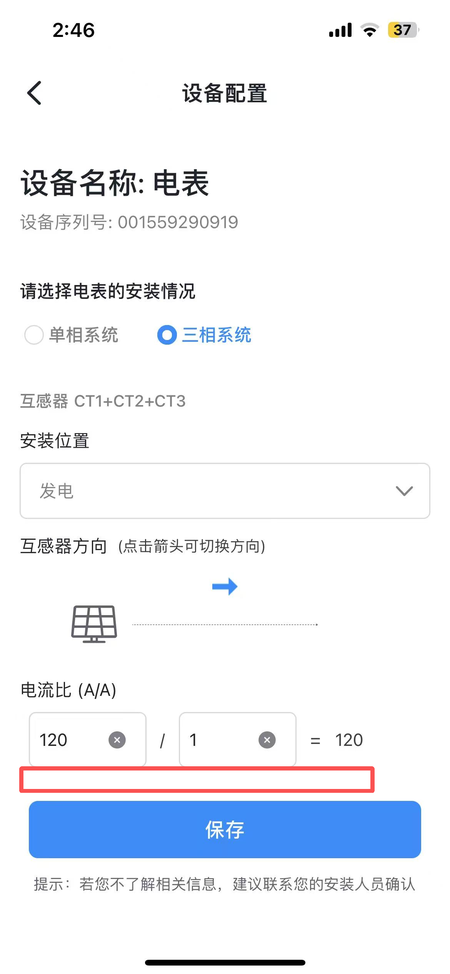 2:46
37
设备配置
设备名称: 电表
设备序列号: 001559290919
请选择电表的安装情况
单相系统 三相系统
互感器 CT1+CT2+CT3
安装位置
发电
互感器方向 (点击箭头可切换方向)
电流比 (A/A)
120 / 1 = 120
保存
提示：若您不了解相关信息，建议联系您的安装人员确认